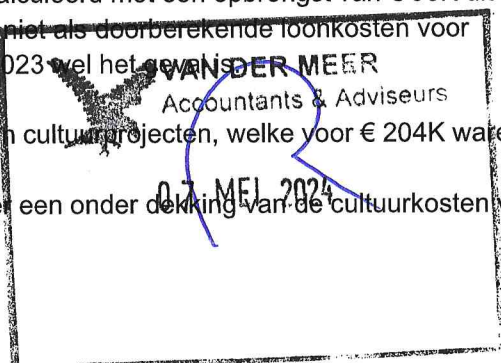 niet als doorberekende loonkosten voor
023 wel het geval is.
VAN DER MEER
Accountants & Adviseurs
cultuurprojecten, welke voor € 204K ware
07 MEI 2024
een onder dekking van de cultuurkosten